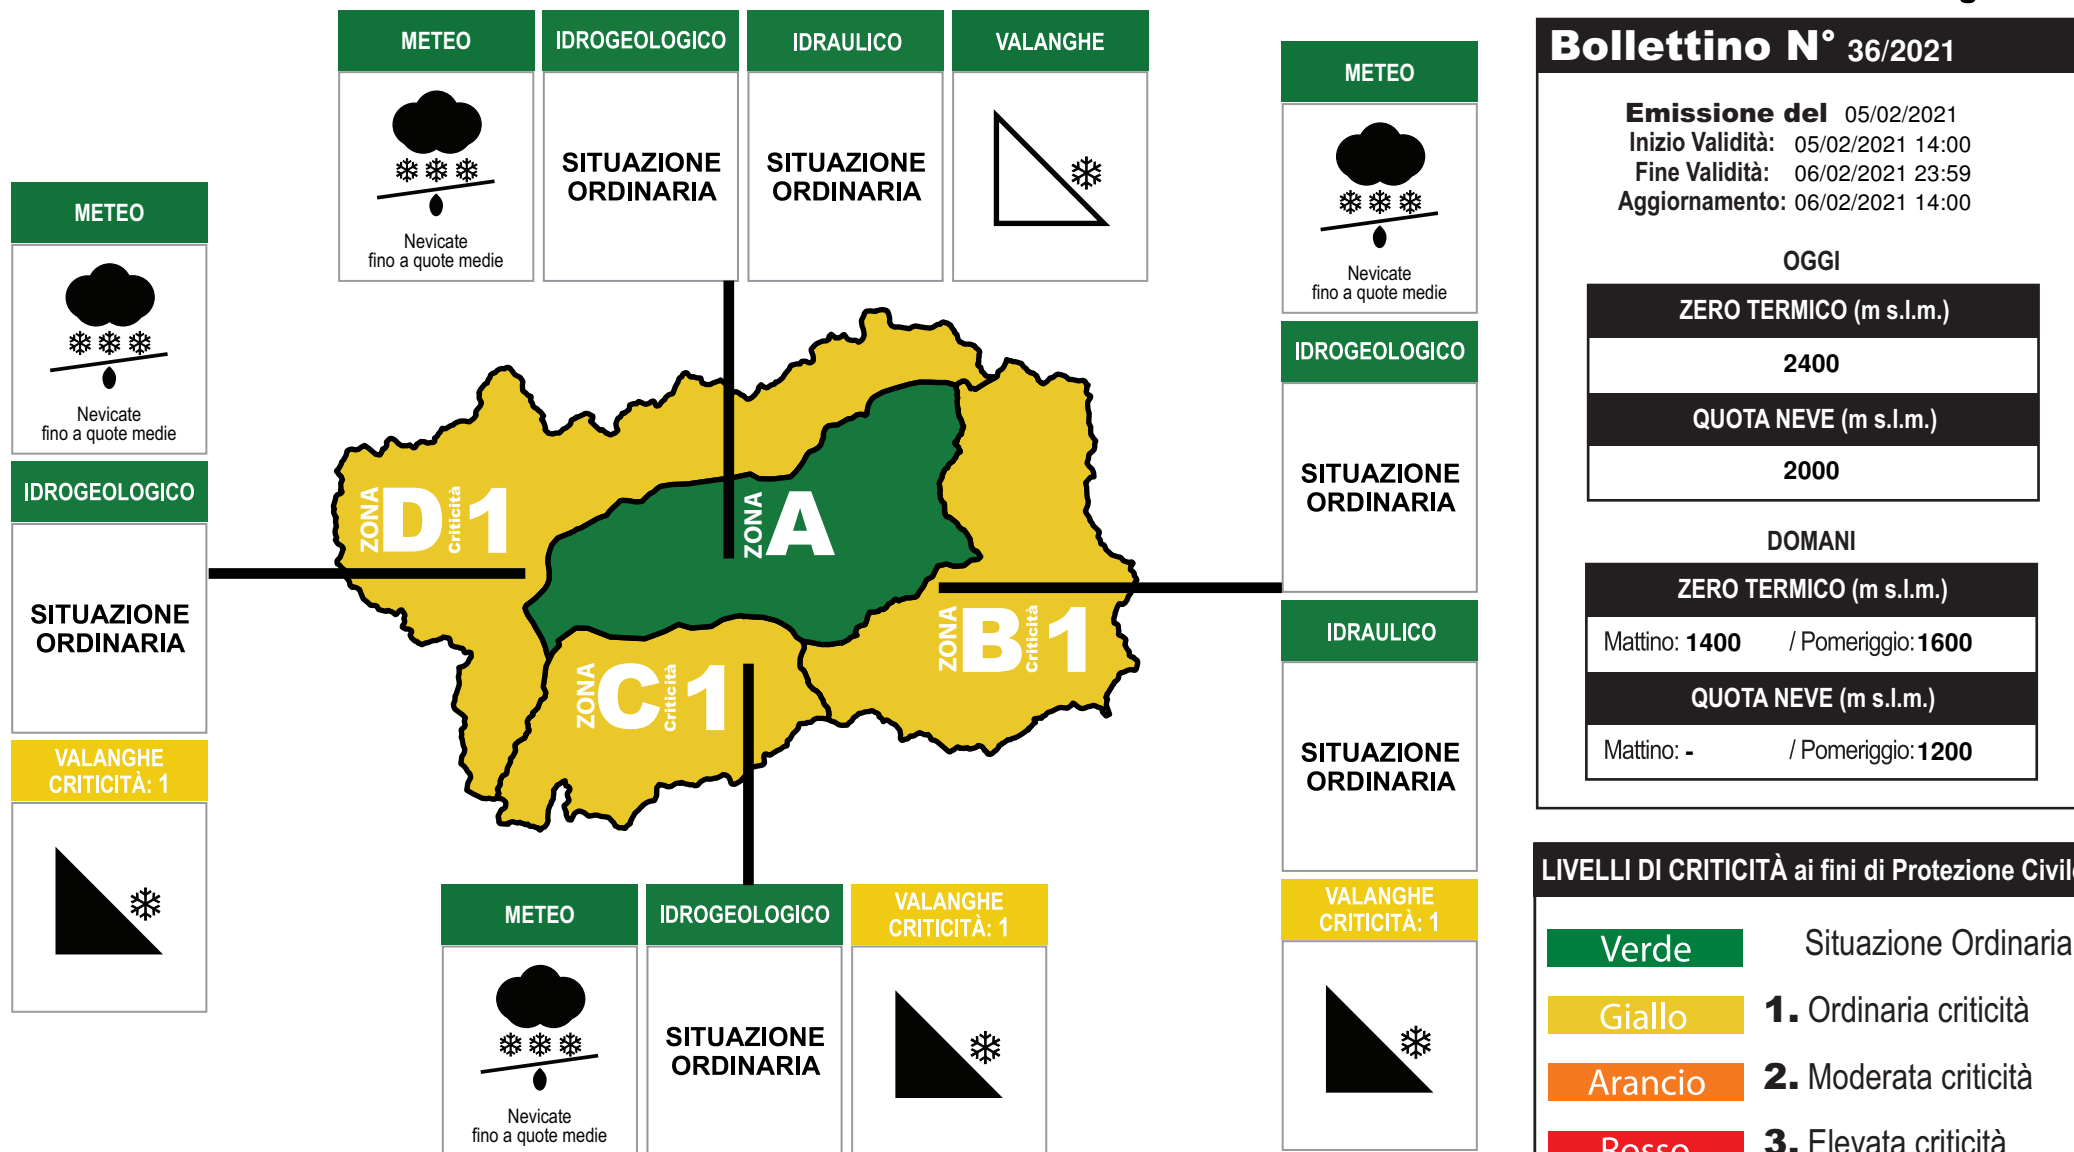 METEO
IDROGEOLOGICO
IDRAULICO
VALANGHE
Nevicate
fino a quote medie
SITUAZIONE
ORDINARIA
SITUAZIONE
ORDINARIA
METEO
Nevicate
fino a quote medie
IDROGEOLOGICO
SITUAZIONE
ORDINARIA
VALANGHE
CRITICITÀ: 1
METEO
Nevicate
fino a quote medie
IDROGEOLOGICO
SITUAZIONE
ORDINARIA
IDRAULICO
SITUAZIONE
ORDINARIA
VALANGHE
CRITICITÀ: 1
ZONA D Criticità 1
ZONA A
ZONA B Criticità 1
ZONA C Criticità 1
METEO
IDROGEOLOGICO
VALANGHE
CRITICITÀ: 1
Nevicate
fino a quote medie
SITUAZIONE
ORDINARIA
Bollettino N° 36/2021
Emissione del 05/02/2021
Inizio Validità: 05/02/2021 14:00
Fine Validità: 06/02/2021 23:59
Aggiornamento: 06/02/2021 14:00
OGGI
ZERO TERMICO (m s.l.m.)
2400
QUOTA NEVE (m s.l.m.)
2000
DOMANI
ZERO TERMICO (m s.l.m.)
Mattino: 1400 / Pomeriggio: 1600
QUOTA NEVE (m s.l.m.)
Mattino: - / Pomeriggio: 1200
LIVELLI DI CRITICITÀ ai fini di Protezione Civile
Verde Situazione Ordinaria
Giallo 1. Ordinaria criticità
Arancio 2. Moderata criticità
Rosso 3. Elevata criticità